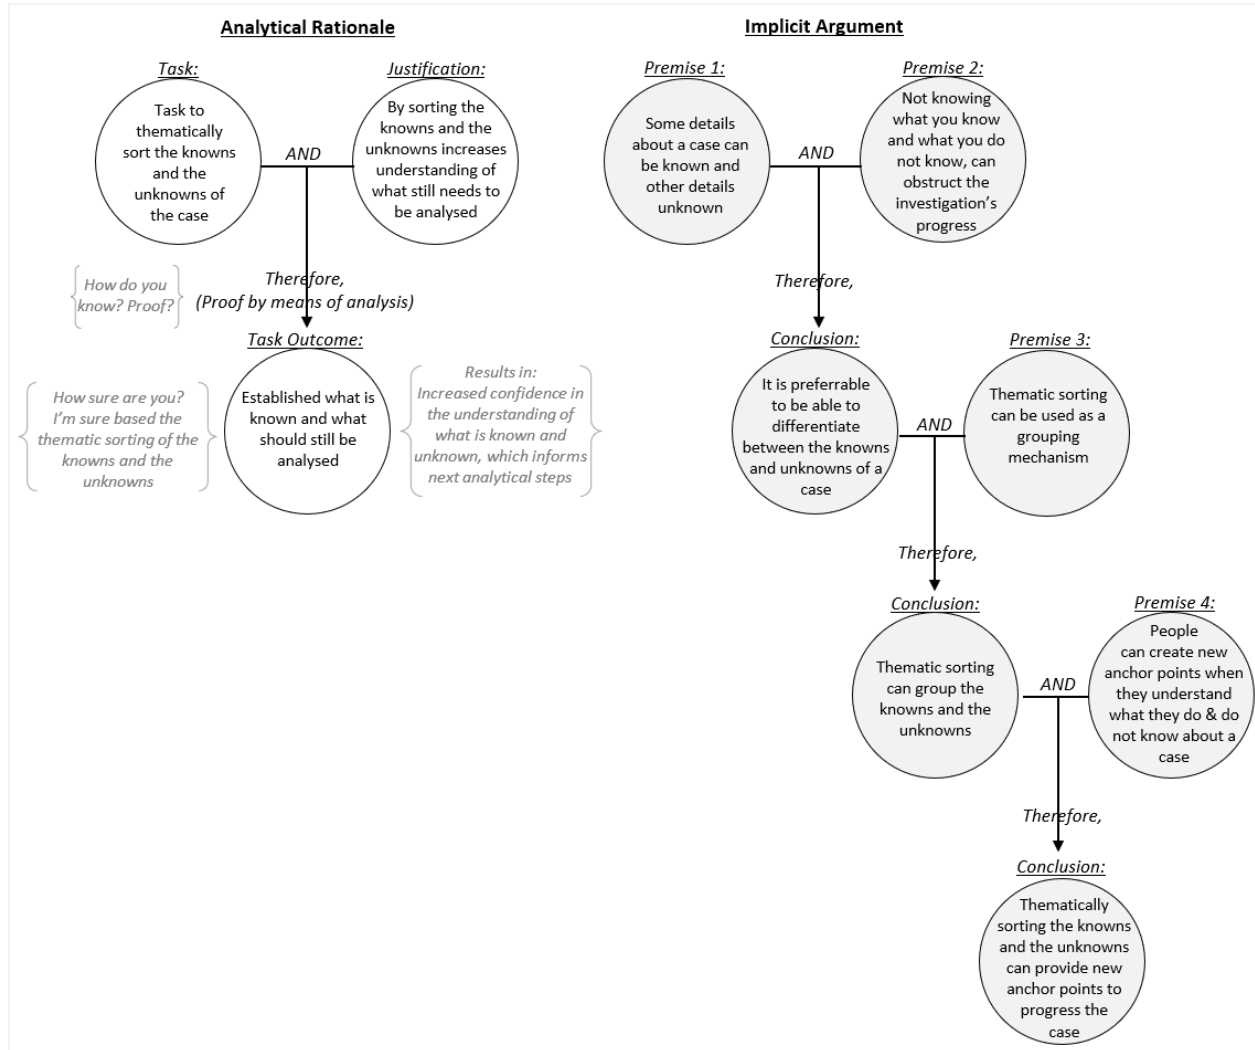 Analytical Rationale
Task:
Task to
thematically
sort the knowns
and the
unknowns of
the case
AND
Justification:
By sorting the
knowns and the
unknowns increases
understanding of
what still needs to
be analysed
How do you
know? Proof?
Therefore,
(Proof by means of analysis)
Task Outcome:
Established what is
known and what
should still be
analysed
How sure are you?
I'm sure based the
thematic sorting of the
knowns and the
unknowns
Results in:
Increased confidence in
the understanding of
what is known and
unknown, which informs
next analytical steps
Implicit Argument
Premise 1:
Some details
about a case can
be known and
other details
unknown
AND
Premise 2:
Not knowing
what you know
and what you do
not know, can
obstruct the
investigation's
progress
Therefore,
Conclusion:
It is preferrable
to be able to
differentiate
between the knowns
and unknowns of a
case
AND
Premise 3:
Thematic sorting
can be used as a
grouping
mechanism
Therefore,
Conclusion:
Thematic sorting
can group the
knowns and the
unknowns
AND
Premise 4:
People
can create new
anchor points when
they understand
what they do & do
not know about a
case
Therefore,
Conclusion:
Thematically
sorting the knowns
and the unknowns
can provide new
anchor points to
progress the
case